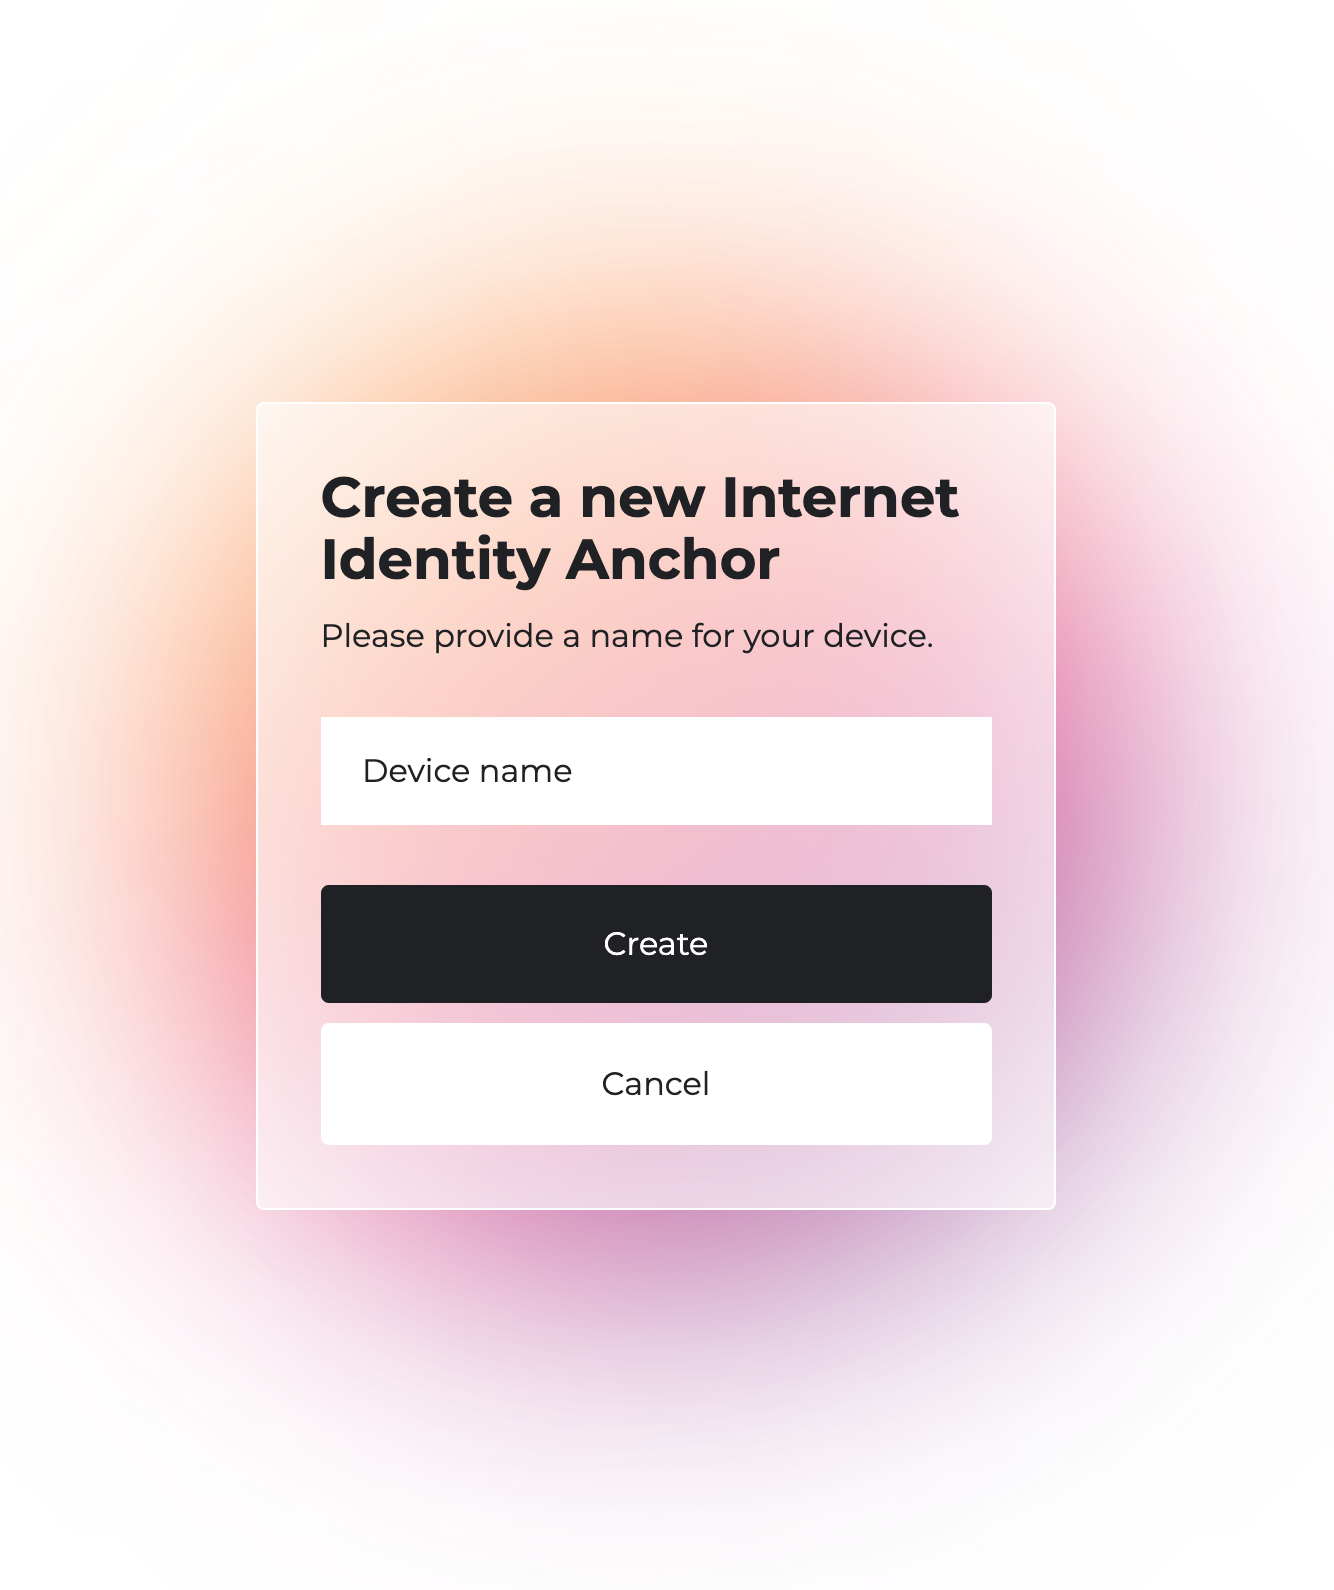 Create a new Internet
Identity Anchor
Please provide a name for your device.
Device name
Create
Cancel